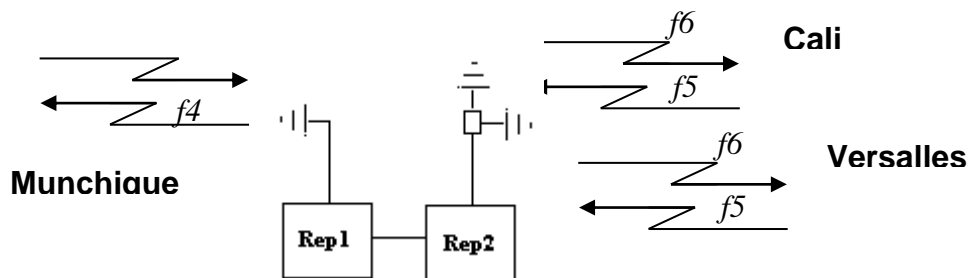 f6
Cali
f5
f4
f6
Versalles
Munchique
f5
Rep1
Rep2